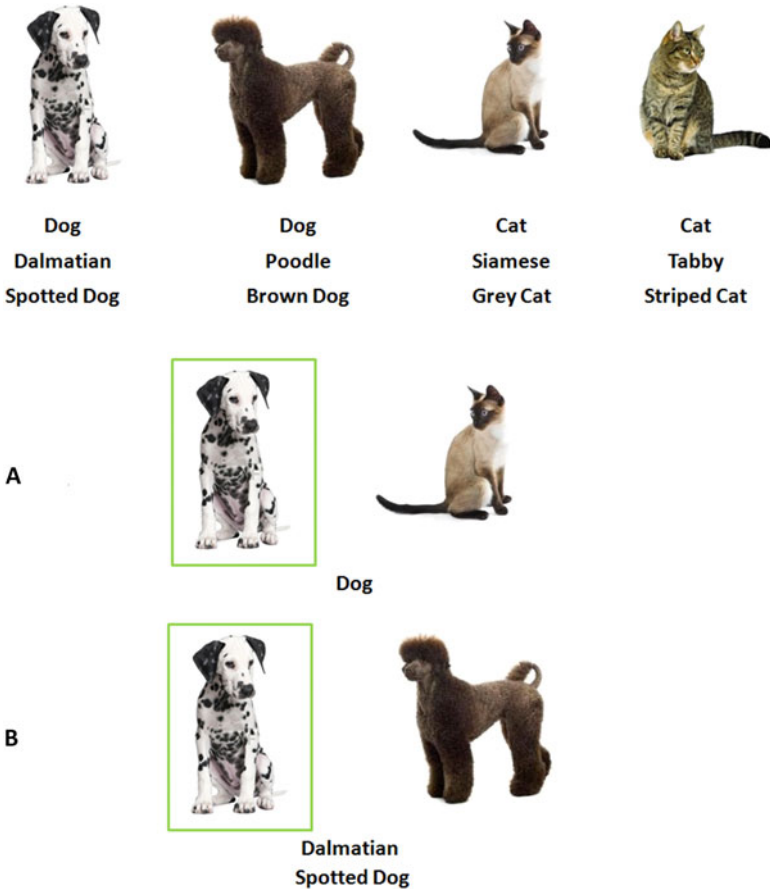 Dog Dog Cat Cat
Dalmatian Poodle Siamese Tabby
Spotted Dog Brown Dog Grey Cat Striped Cat
A
Dog
B
Dalmatian
Spotted Dog